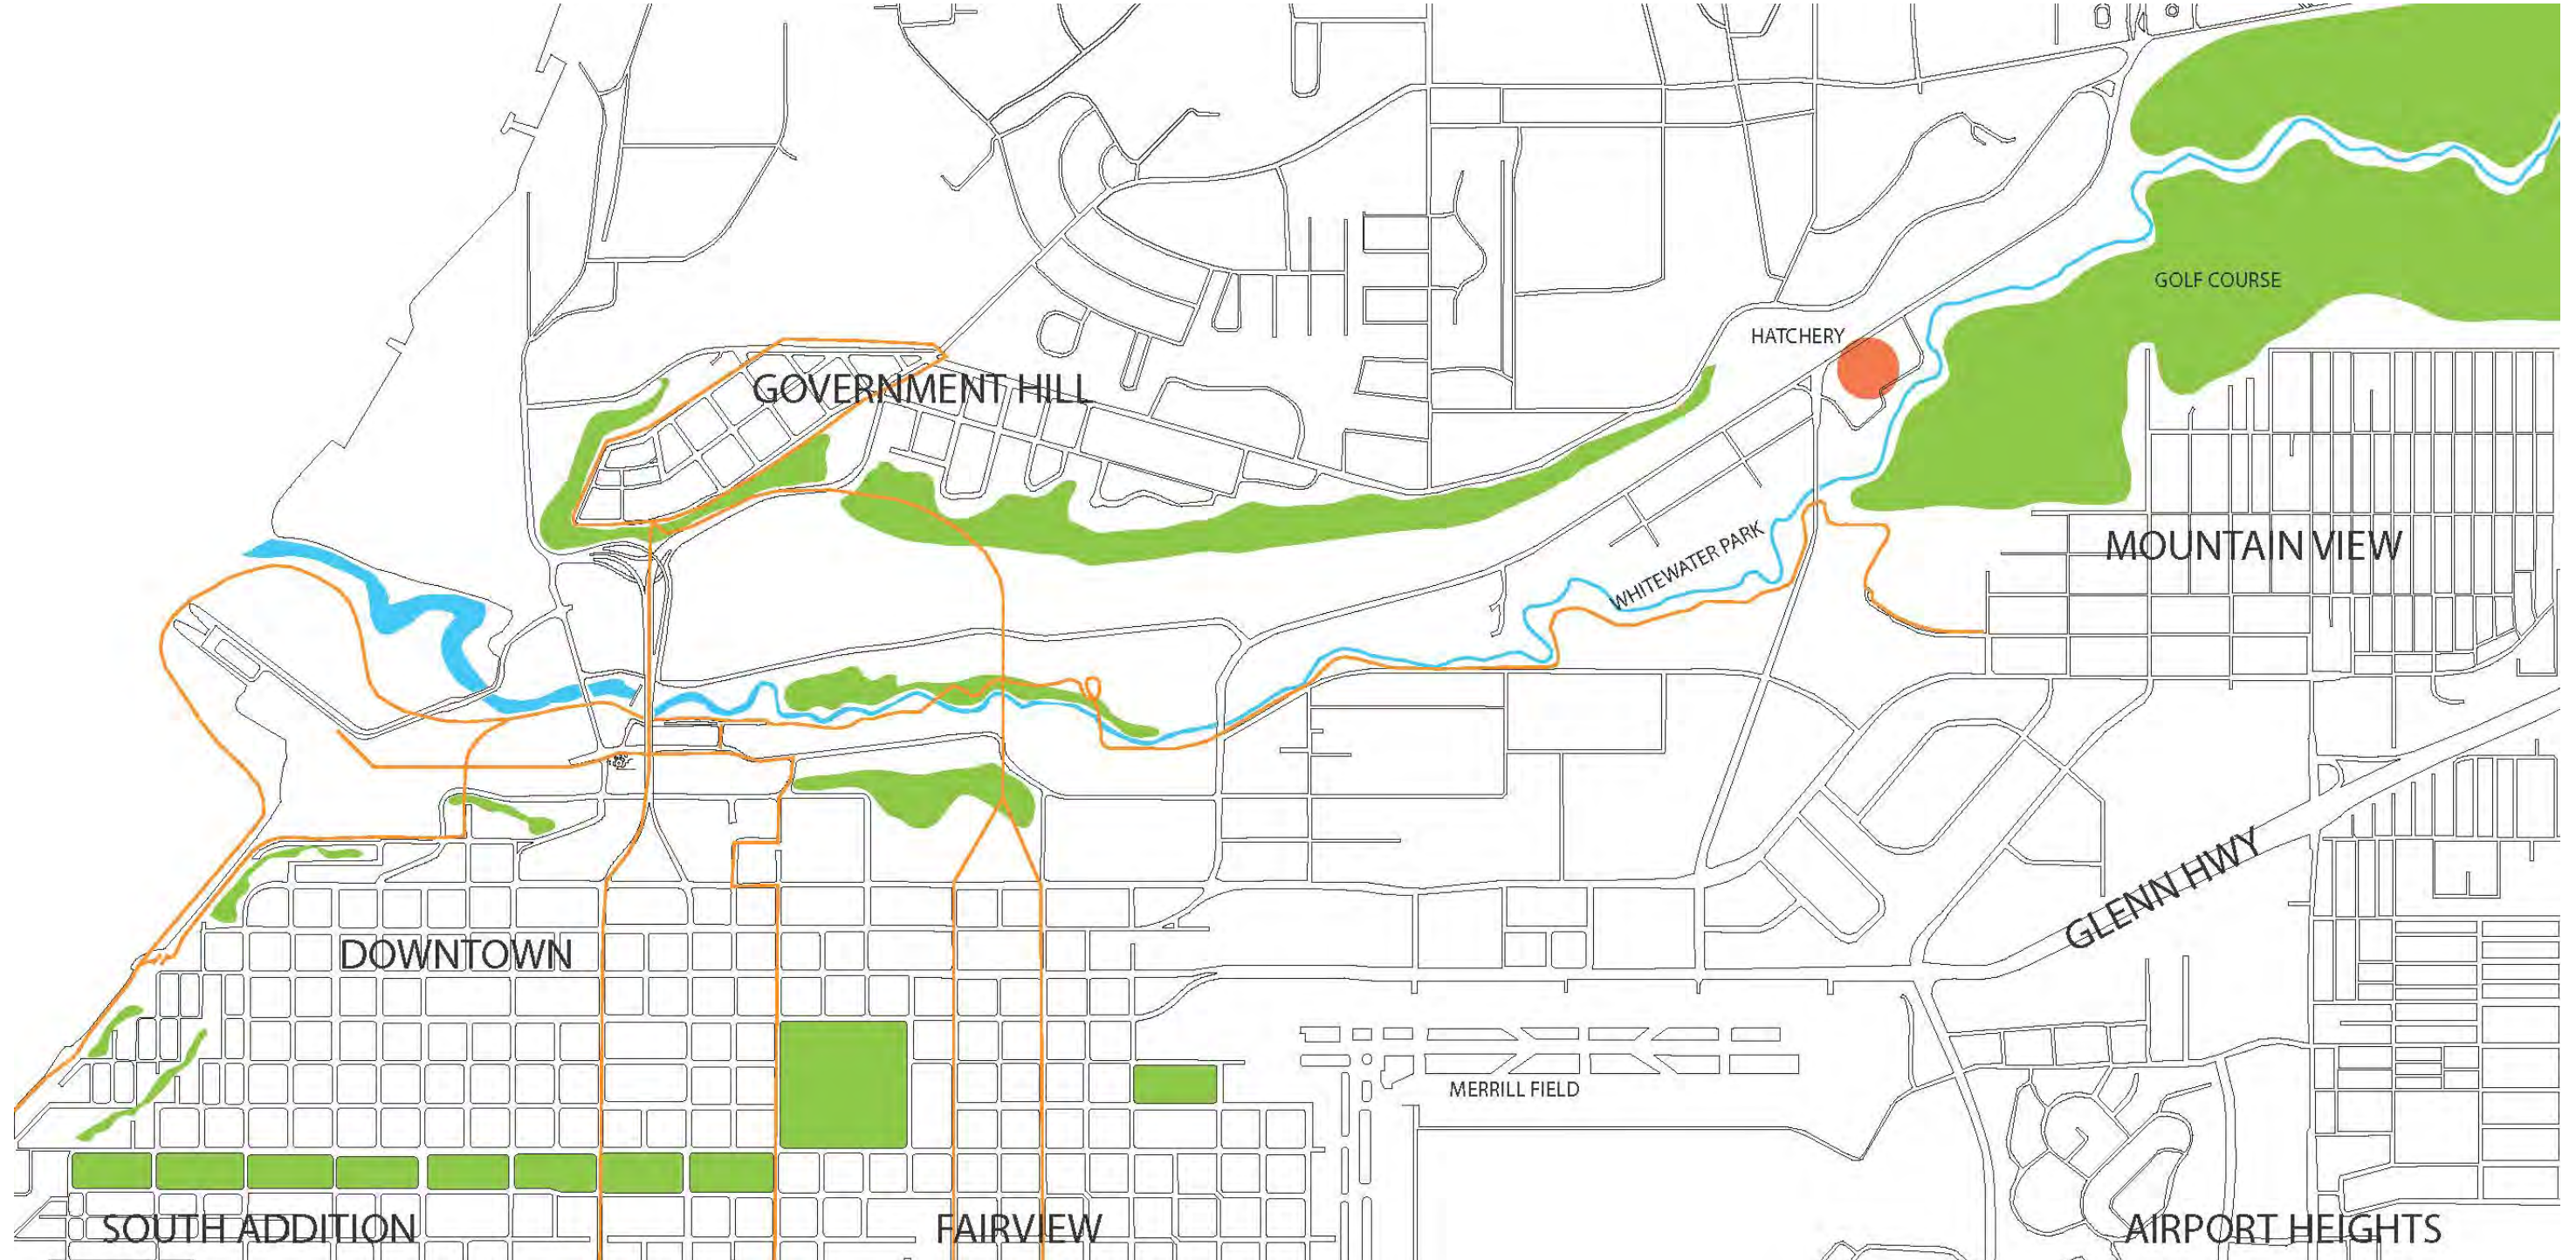 GOLF COURSE
HATCHERY
GOVERNMENT HILL
WHITEWATER PARK
MOUNTAIN VIEW
GLENN HWY
DOWNTOWN
MERRILL FIELD
SOUTH ADDITION
FAIRVIEW
AIRPORT HEIGHTS